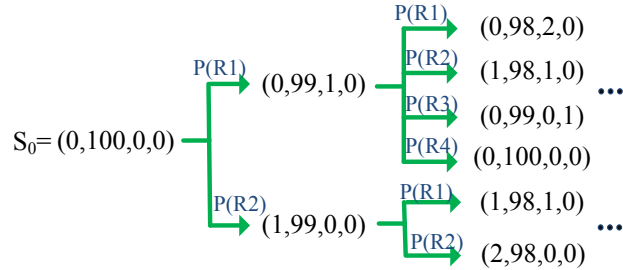 P(R1) (0,98,2,0)
P(R2) (1,98,1,0)
P(R1) (0,99,1,0) ...
P(R3) (0,99,0,1)
S₀= (0,100,0,0) P(R4) (0,100,0,0)
P(R1) (1,98,1,0)
P(R2) (1,99,0,0) ...
P(R2) (2,98,0,0)